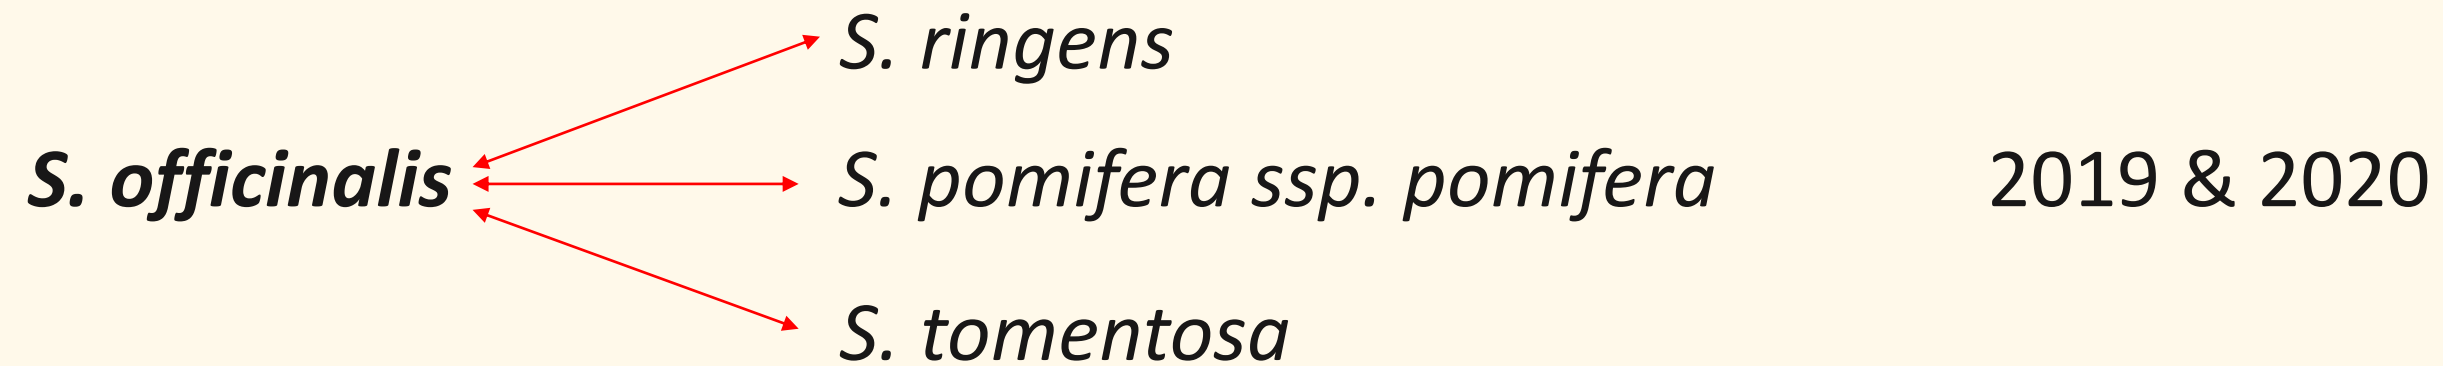 S. ringens
S. officinalis S. pomifera ssp. pomifera 2019 & 2020
S. tomentosa